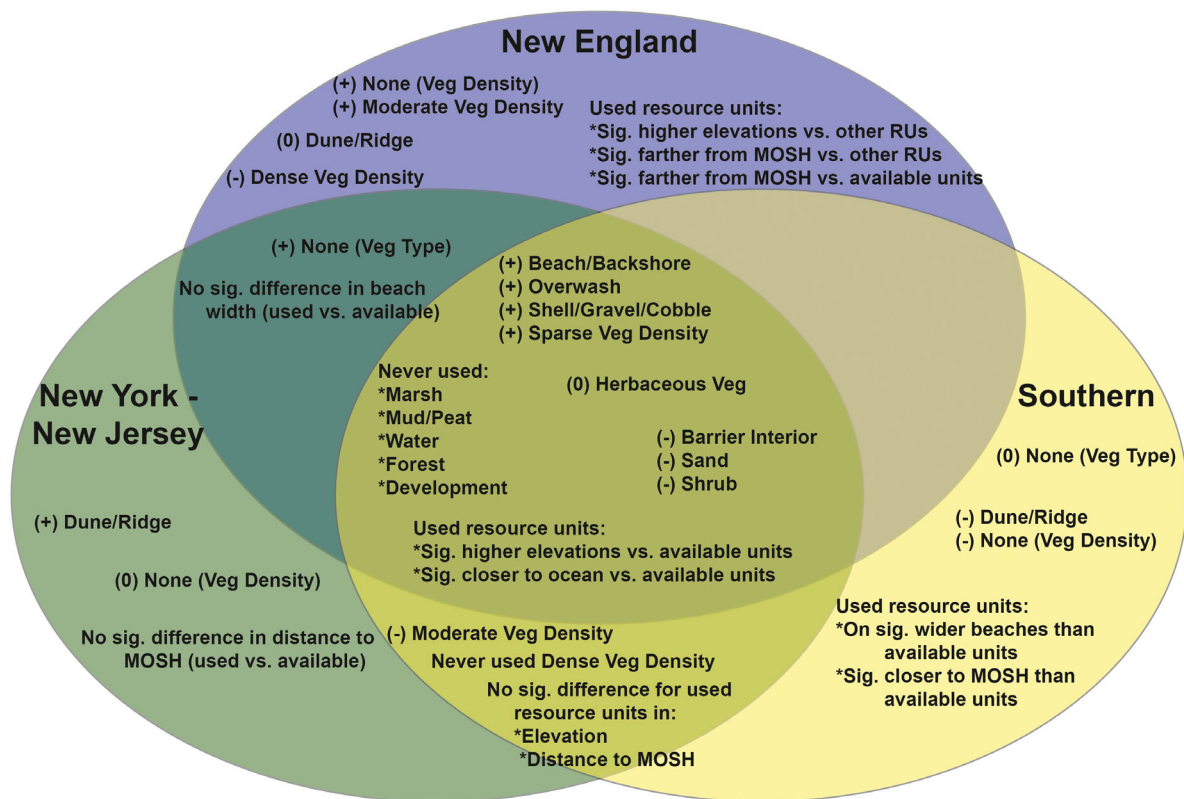 New England
(+) None (Veg Density)
(+) Moderate Veg Density
(0) Dune/Ridge
(-) Dense Veg Density
Used resource units:
*Sig. higher elevations vs. other RUs
*Sig. farther from MOSH vs. other RUs
*Sig. farther from MOSH vs. available units
(+) None (Veg Type)
No sig. difference in beach
width (used vs. available)
(+) Beach/Backshore
(+) Overwash
(+) Shell/Gravel/Cobble
(+) Sparse Veg Density
Never used:
*Marsh
*Mud/Peat
*Water
*Forest
*Development
(0) Herbaceous Veg
(-) Barrier Interior
(-) Sand
(-) Shrub
Used resource units:
*Sig. higher elevations vs. available units
*Sig. closer to ocean vs. available units
New York -
New Jersey
(+) Dune/Ridge
(0) None (Veg Density)
No sig. difference in distance to
MOSH (used vs. available)
(-) Moderate Veg Density
Never used Dense Veg Density
No sig. difference for used
resource units in:
*Elevation
*Distance to MOSH
Southern
(0) None (Veg Type)
(-) Dune/Ridge
(-) None (Veg Density)
Used resource units:
*On sig. wider beaches than
available units
*Sig. closer to MOSH than
available units